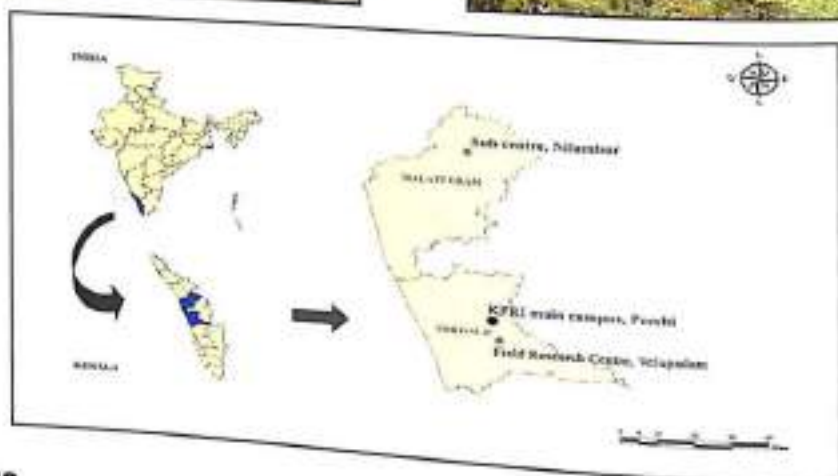 INDIA
Sub centre, Nilambur
MALAPPURAM
KFRI main campus, Peechi
Field Research Centre, Velupadam
KERALA